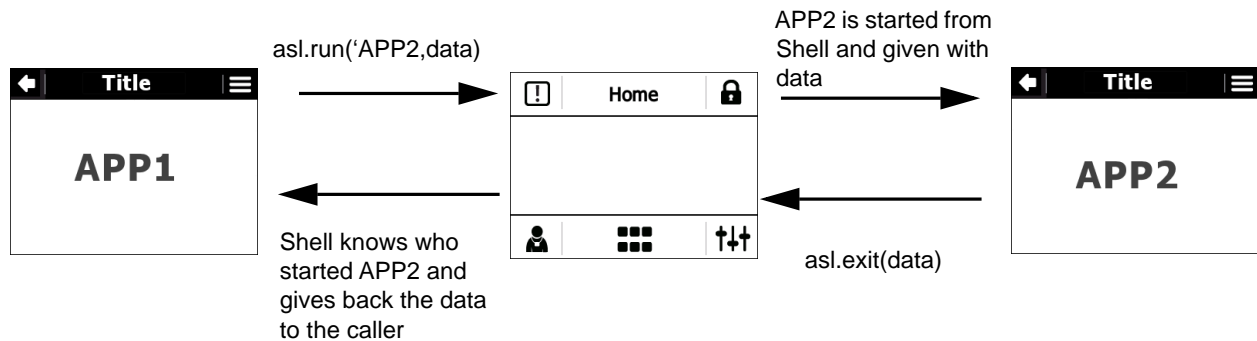 APP2 is started from
Shell and given with
data
asl.run(‘APP2,data)
Title
Home
Title
APP1
APP2
Shell knows who
started APP2 and
gives back the data
to the caller
asl.exit(data)